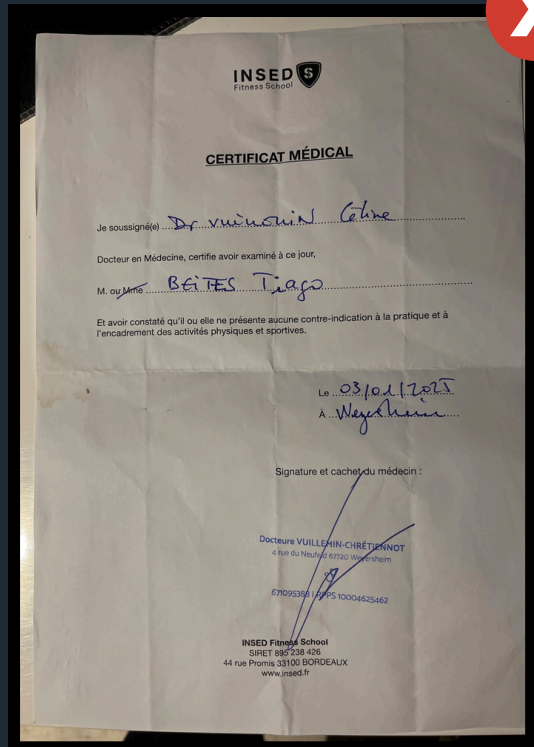 INSED S
Fitness School
CERTIFICAT MÉDICAL
Je soussigné(e) Dr Vuillemin Céline
Docteur en Médecine, certifie avoir examiné à ce jour,
M. ou Mme BEITES Tiago
Et avoir constaté qu'il ou elle ne présente aucune contre-indication à la pratique et à
l'encadrement des activités physiques et sportives.
Le 03/01/2025
À Weyersheim
Signature et cachet du médecin :
Docteure VUILLEMIN-CHRÉTIENNOT
4 rue du Neufeld 67720 Weyersheim
671095388 | RPPS 10004625462
INSED Fitness School
SIRET 895 238 426
44 rue Promis 33100 BORDEAUX
www.insed.fr